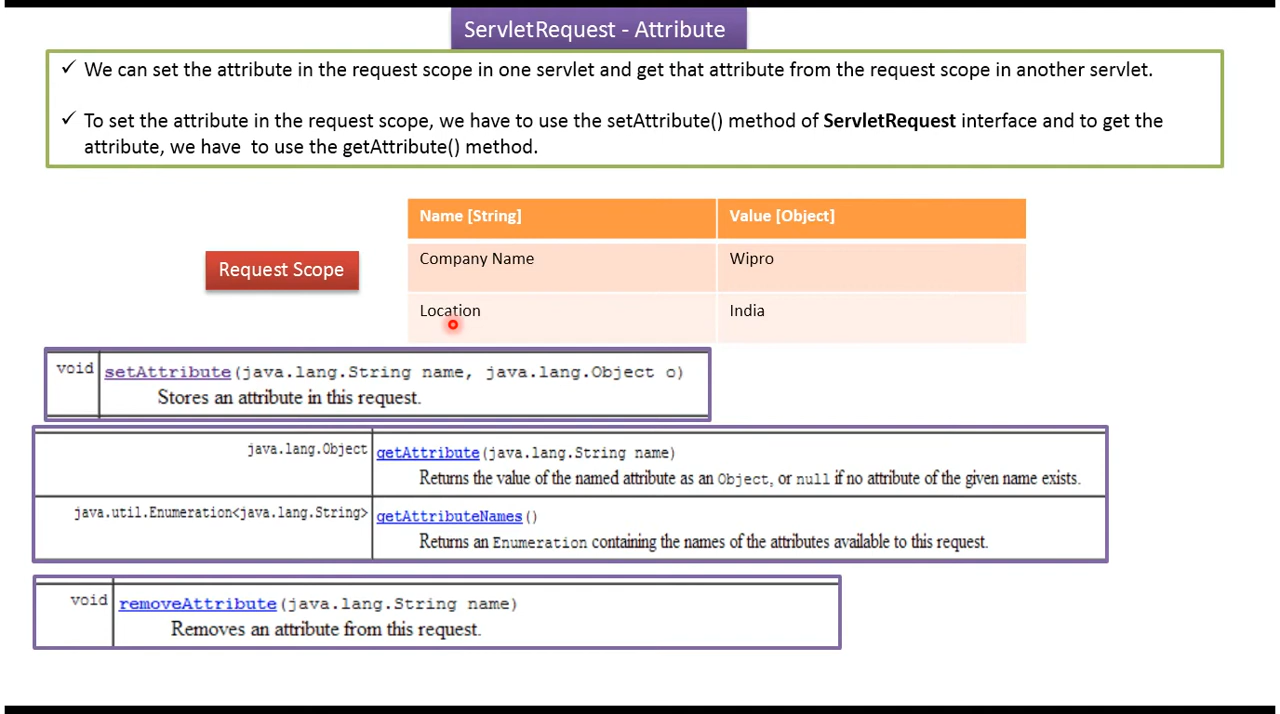 ServletRequest - Attribute
✓ We can set the attribute in the request scope in one servlet and get that attribute from the request scope in another servlet.
✓ To set the attribute in the request scope, we have to use the setAttribute() method of ServletRequest interface and to get the
attribute, we have to use the getAttribute() method.
Name [String] Value [Object]
Request Scope
Company Name Wipro
Location India
void setAttribute(java.lang.String name, java.lang.Object o)
Stores an attribute in this request.
java.lang.Object getAttribute(java.lang.String name)
Returns the value of the named attribute as an Object, or null if no attribute of the given name exists.
java.util.Enumeration<java.lang.String> getAttributeNames()
Returns an Enumeration containing the names of the attributes available to this request.
void removeAttribute(java.lang.String name)
Removes an attribute from this request.